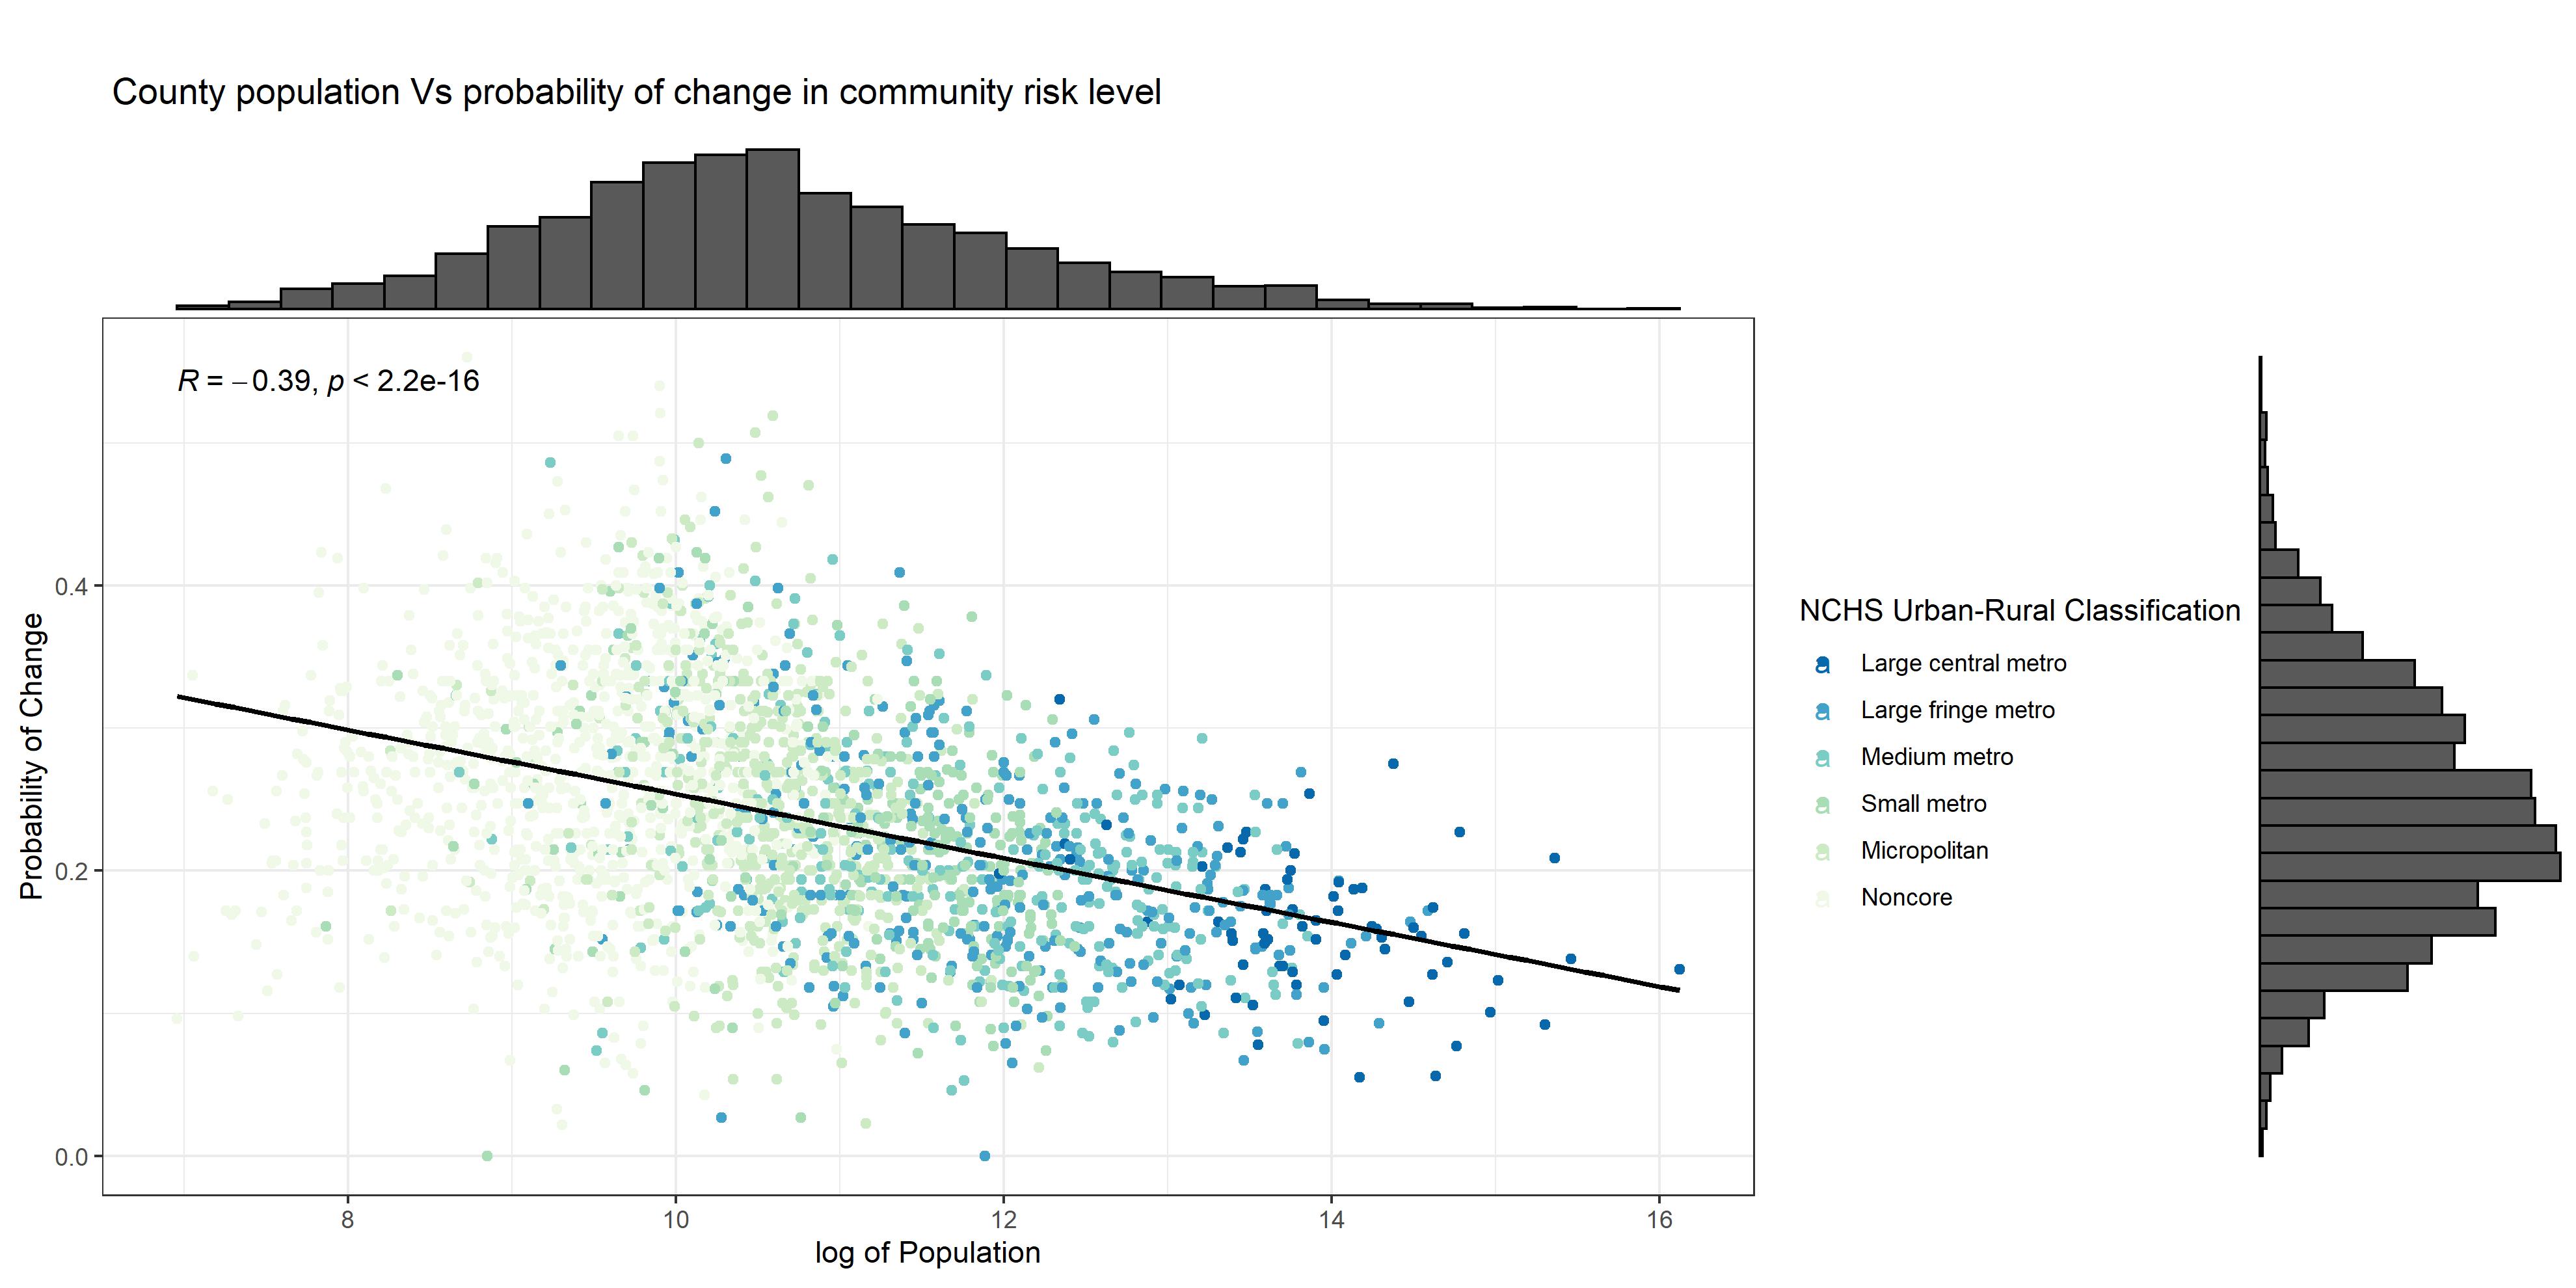 County population Vs probability of change in community risk level
R = −0.39, p < 2.2e-16
Probability of Change
0.4
0.2
0.0
8 10 12 14 16
log of Population
NCHS Urban-Rural Classification
a Large central metro
a Large fringe metro
a Medium metro
a Small metro
a Micropolitan
a Noncore